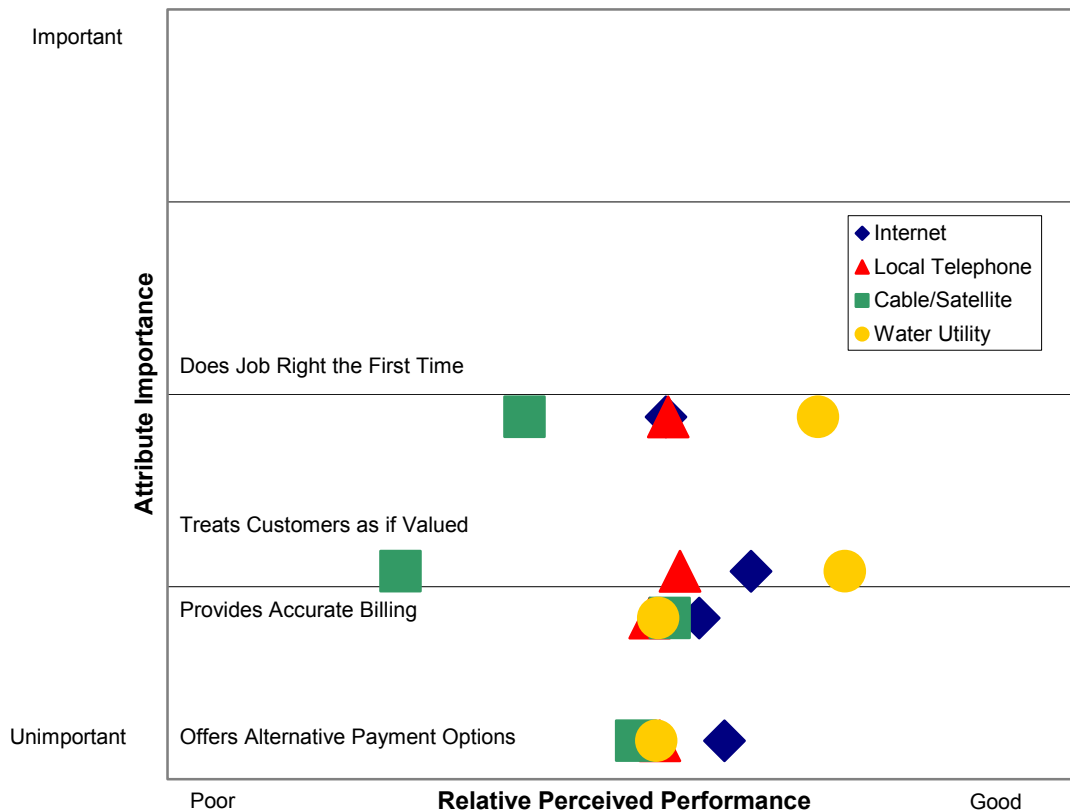 Important
Internet
Local Telephone
Cable/Satellite
Water Utility
Attribute Importance
Does Job Right the First Time
Treats Customers as if Valued
Provides Accurate Billing
Unimportant
Offers Alternative Payment Options
Poor
Relative Perceived Performance
Good